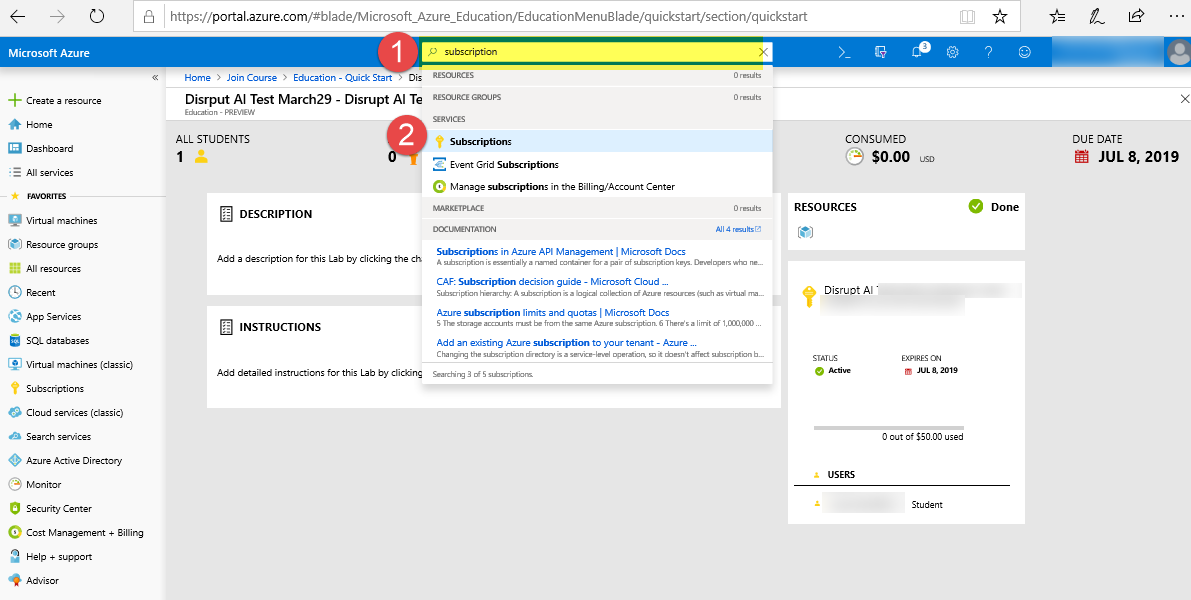 https://portal.azure.com/#blade/Microsoft_Azure_Education/EducationMenuBlade/quickstart/section/quickstart
Microsoft Azure
1
subscription
3
Home > Join Course > Education - Quick Start > Dis
Disrput AI Test March29 - Disrupt AI Te
Education - PREVIEW
«
Create a resource
Home
Dashboard
All services
FAVORITES
Virtual machines
Resource groups
All resources
Recent
App Services
SQL databases
Virtual machines (classic)
Subscriptions
Cloud services (classic)
Search services
Azure Active Directory
Monitor
Security Center
Cost Management + Billing
Help + support
Advisor
ALL STUDENTS
1
0
2
RESOURCES 0 results
RESOURCE GROUPS 0 results
SERVICES
Subscriptions
Event Grid Subscriptions
Manage subscriptions in the Billing/Account Center
MARKETPLACE 0 results
DOCUMENTATION All 4 results
Subscriptions in Azure API Management | Microsoft Docs
A subscription is essentially a named container for a pair of subscription keys. Developers who ne...
CAF: Subscription decision guide - Microsoft Cloud ...
Subscription hierarchy: A subscription is a logical collection of Azure resources (such as virtual ma...
Azure subscription limits and quotas | Microsoft Docs
5 The storage accounts must be from the same Azure subscription. 6 There's a limit of 1,000,000 ...
Add an existing Azure subscription to your tenant - Azure ...
Changing the subscription directory is a service-level operation, so it doesn't affect subscription b...
Searching 3 of 5 subscriptions.
CONSUMED
$0.00 USD
DUE DATE
JUL 8, 2019
DESCRIPTION
Add a description for this Lab by clicking the cha
INSTRUCTIONS
Add detailed instructions for this Lab by clicking
RESOURCES Done
Disrupt AI
STATUS EXPIRES ON
Active JUL 8, 2019
0 out of $50.00 used
USERS
Student